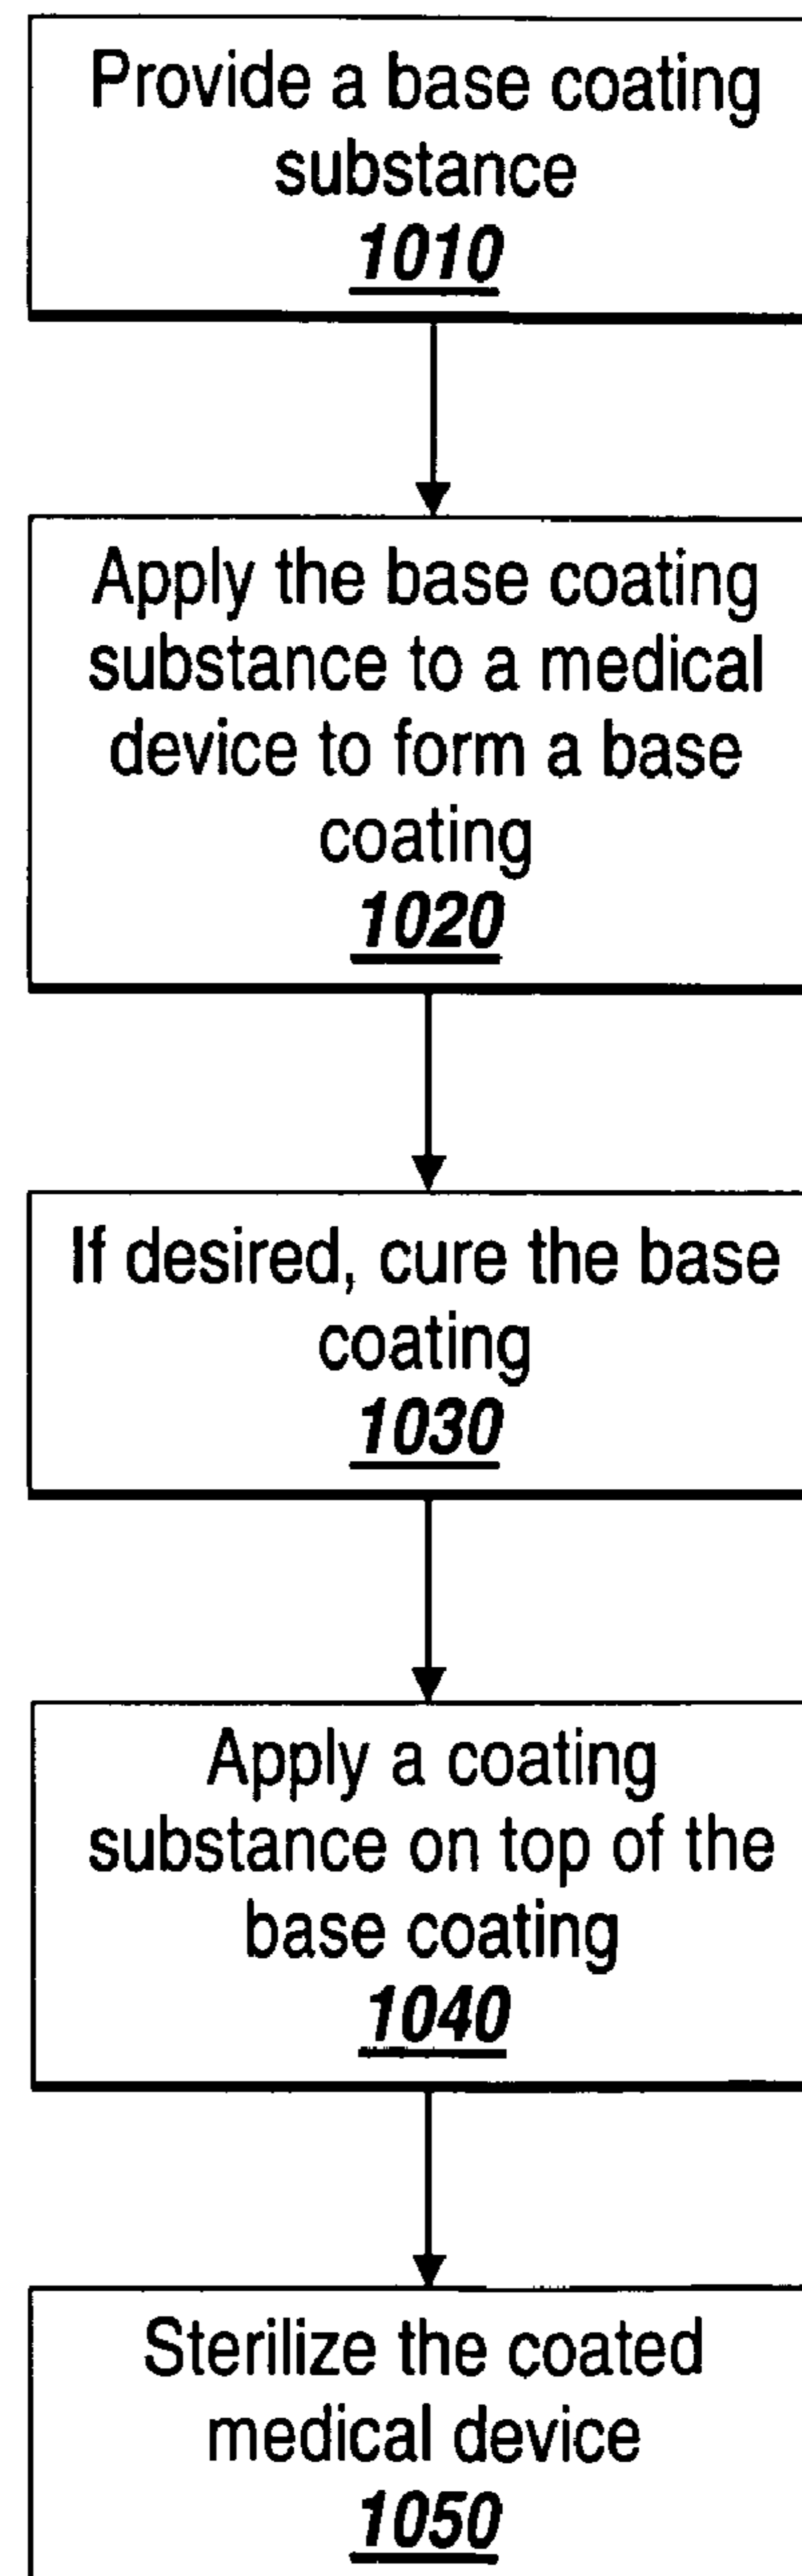 Provide a base coating
substance
1010
Apply the base coating
substance to a medical
device to form a base
coating
1020
If desired, cure the base
coating
1030
Apply a coating
substance on top of the
base coating
1040
Sterilize the coated
medical device
1050